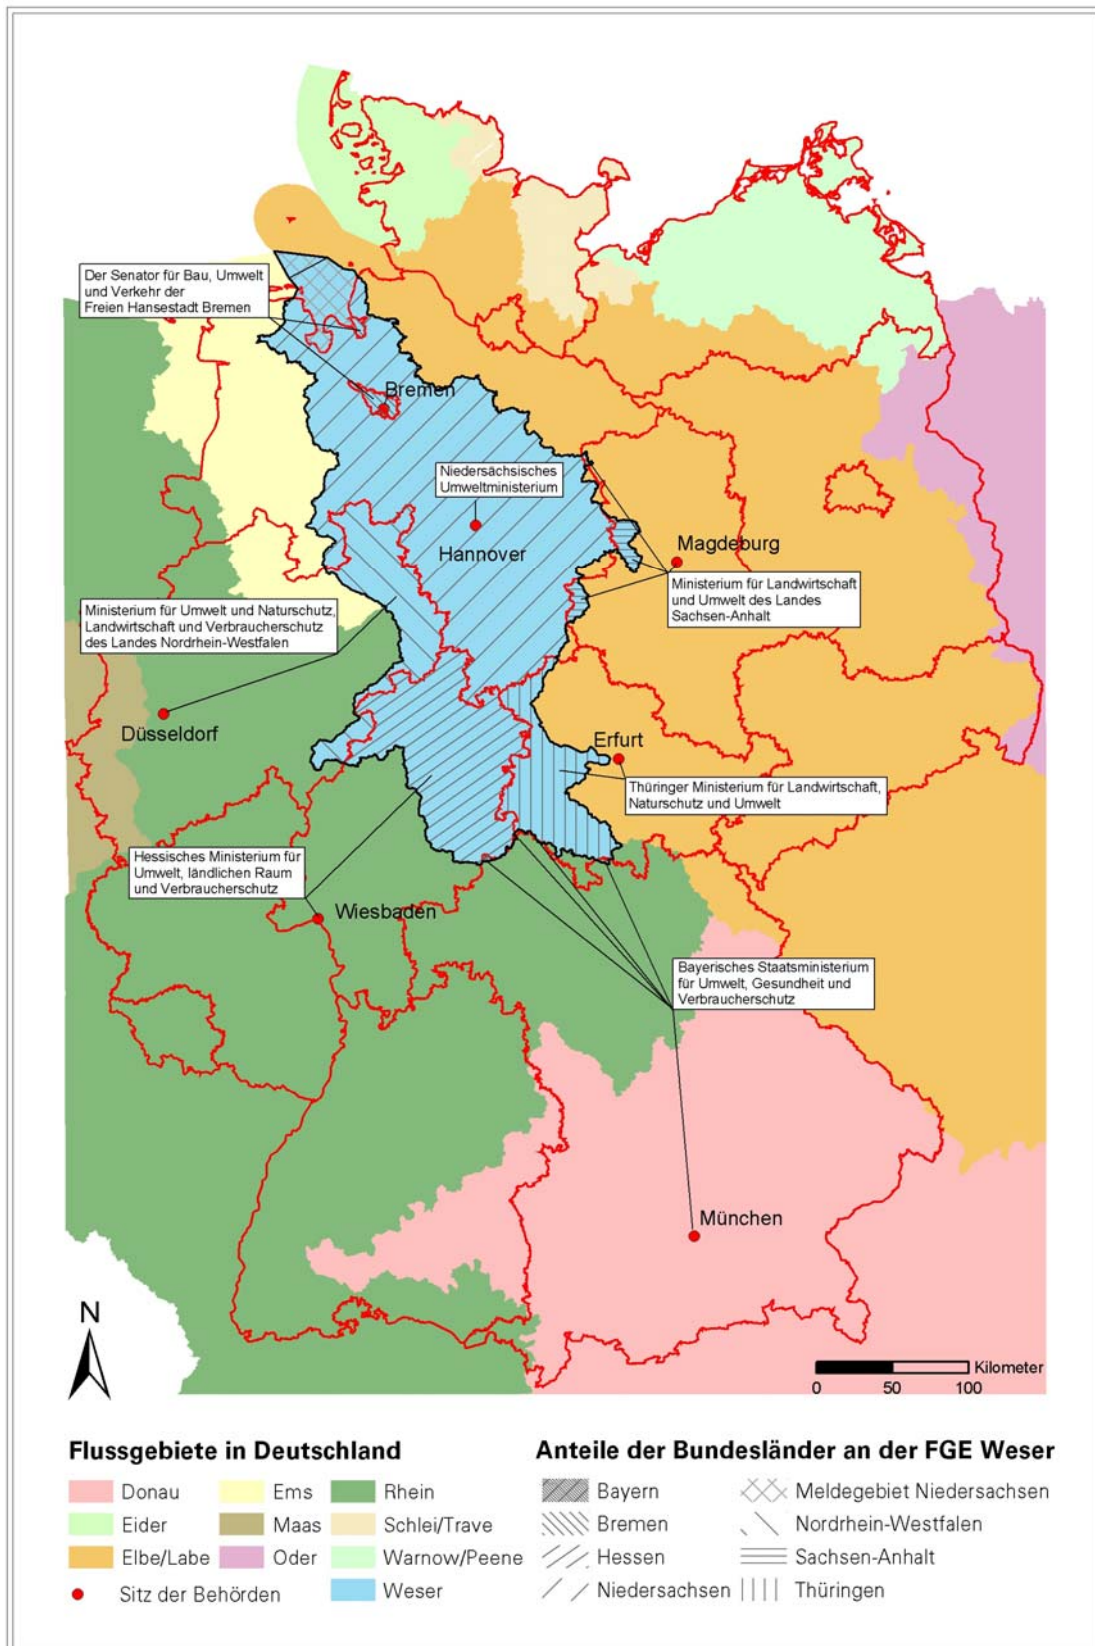 Der Senator für Bau, Umwelt
und Verkehr der
Freien Hansestadt Bremen
Bremen
Niedersächsisches
Umweltministerium
Hannover
Magdeburg
Ministerium für Landwirtschaft
und Umwelt des Landes
Sachsen-Anhalt
Ministerium für Umwelt und Naturschutz,
Landwirtschaft und Verbraucherschutz
des Landes Nordrhein-Westfalen
Düsseldorf
Erfurt
Thüringer Ministerium für Landwirtschaft,
Naturschutz und Umwelt
Hessisches Ministerium für
Umwelt, ländlichen Raum
und Verbraucherschutz
Wiesbaden
Bayerisches Staatsministerium
für Umwelt, Gesundheit und
Verbraucherschutz
München
N
Kilometer
0 50 100
Flussgebiete in Deutschland
Donau
Ems
Rhein
Eider
Maas
Schlei/Trave
Elbe/Labe
Oder
Warnow/Peene
Sitz der Behörden
Weser
Anteile der Bundesländer an der FGE Weser
Bayern
Meldegebiet Niedersachsen
Bremen
Nordrhein-Westfalen
Hessen
Sachsen-Anhalt
Niedersachsen
Thüringen